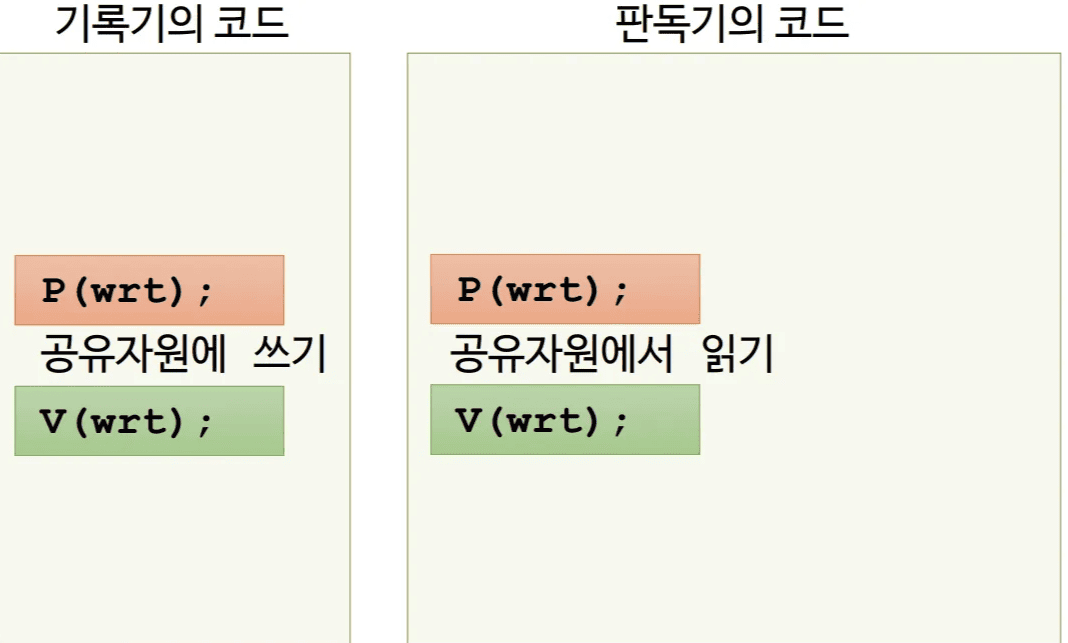 기록기의 코드
P(wrt);
공유자원에 쓰기
V(wrt);
판독기의 코드
P(wrt);
공유자원에서 읽기
V(wrt);